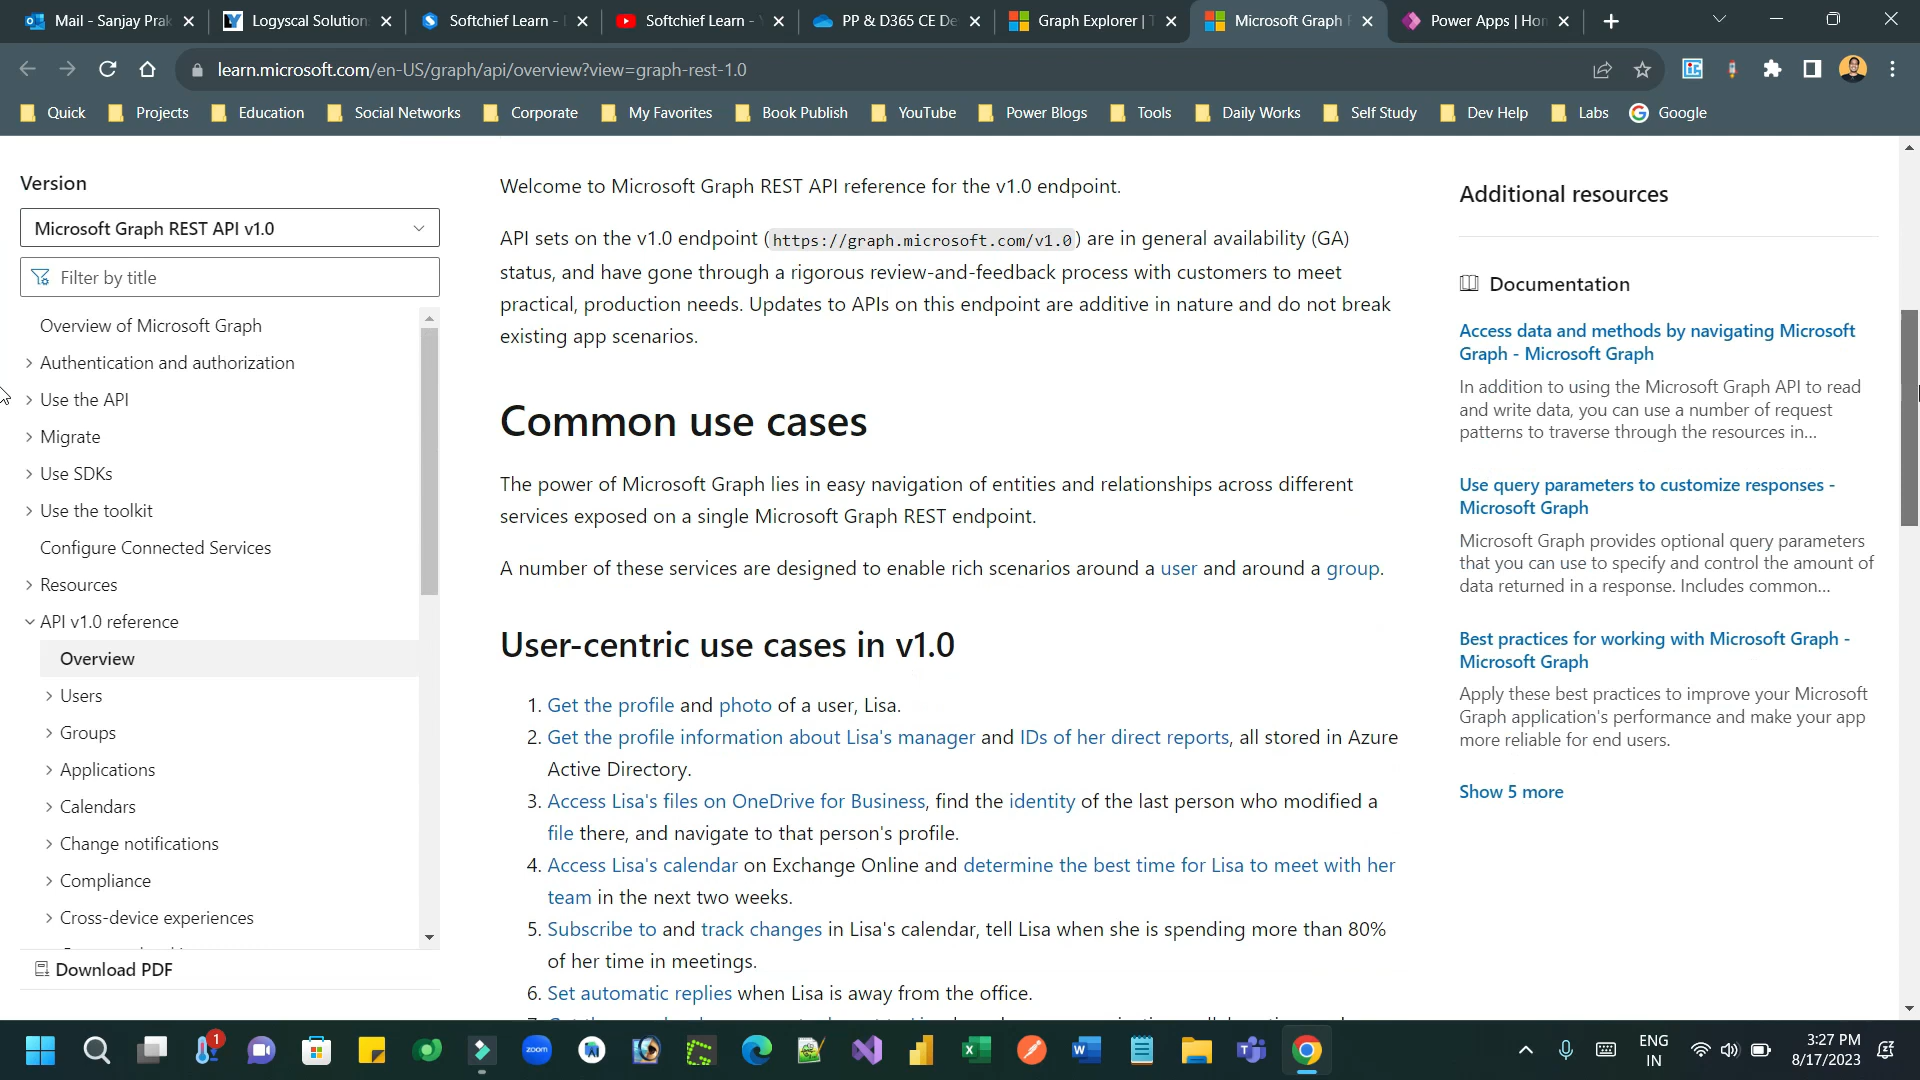 Mail - Sanjay Prak
Logyscal Solution
Softchief Learn -
Softchief Learn -
PP & D365 CE De
Graph Explorer | T
Microsoft Graph
Power Apps | Hor
learn.microsoft.com/en-US/graph/api/overview?view=graph-rest-1.0
Quick
Projects
Education
Social Networks
Corporate
My Favorites
Book Publish
YouTube
Power Blogs
Tools
Daily Works
Self Study
Dev Help
Labs
Google
Version
Microsoft Graph REST API v1.0
Filter by title
Overview of Microsoft Graph
Authentication and authorization
Use the API
Migrate
Use SDKs
Use the toolkit
Configure Connected Services
Resources
API v1.0 reference
Overview
Users
Groups
Applications
Calendars
Change notifications
Compliance
Cross-device experiences
Download PDF
Welcome to Microsoft Graph REST API reference for the v1.0 endpoint.
API sets on the v1.0 endpoint (https://graph.microsoft.com/v1.0) are in general availability (GA)
status, and have gone through a rigorous review-and-feedback process with customers to meet
practical, production needs. Updates to APIs on this endpoint are additive in nature and do not break
existing app scenarios.
Common use cases
The power of Microsoft Graph lies in easy navigation of entities and relationships across different
services exposed on a single Microsoft Graph REST endpoint.
A number of these services are designed to enable rich scenarios around a user and around a group.
User-centric use cases in v1.0
1. Get the profile and photo of a user, Lisa.
2. Get the profile information about Lisa's manager and IDs of her direct reports, all stored in Azure
Active Directory.
3. Access Lisa's files on OneDrive for Business, find the identity of the last person who modified a
file there, and navigate to that person's profile.
4. Access Lisa's calendar on Exchange Online and determine the best time for Lisa to meet with her
team in the next two weeks.
5. Subscribe to and track changes in Lisa's calendar, tell Lisa when she is spending more than 80%
of her time in meetings.
6. Set automatic replies when Lisa is away from the office.
Additional resources
Documentation
Access data and methods by navigating Microsoft
Graph - Microsoft Graph
In addition to using the Microsoft Graph API to read
and write data, you can use a number of request
patterns to traverse through the resources in...
Use query parameters to customize responses -
Microsoft Graph
Microsoft Graph provides optional query parameters
that you can use to specify and control the amount of
data returned in a response. Includes common...
Best practices for working with Microsoft Graph -
Microsoft Graph
Apply these best practices to improve your Microsoft
Graph application's performance and make your app
more reliable for end users.
Show 5 more
1
zoom
ENG
IN
3:27 PM
8/17/2023